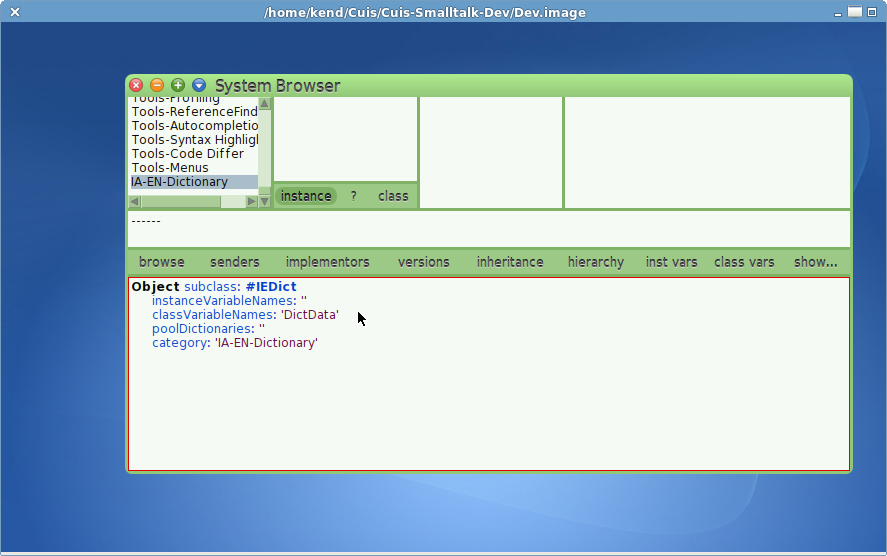 /home/kend/Cuis/Cuis-Smalltalk-Dev/Dev.image
System Browser
Tools-Profiling
Tools-ReferenceFind
Tools-Autocompletio
Tools-Syntax Highligh
Tools-Code Differ
Tools-Menus
IA-EN-Dictionary
instance ? class
------
browse senders implementors versions inheritance hierarchy inst vars class vars show...
Object subclass: #IEDict
instanceVariableNames: ''
classVariableNames: 'DictData'
poolDictionaries: ''
category: 'IA-EN-Dictionary'